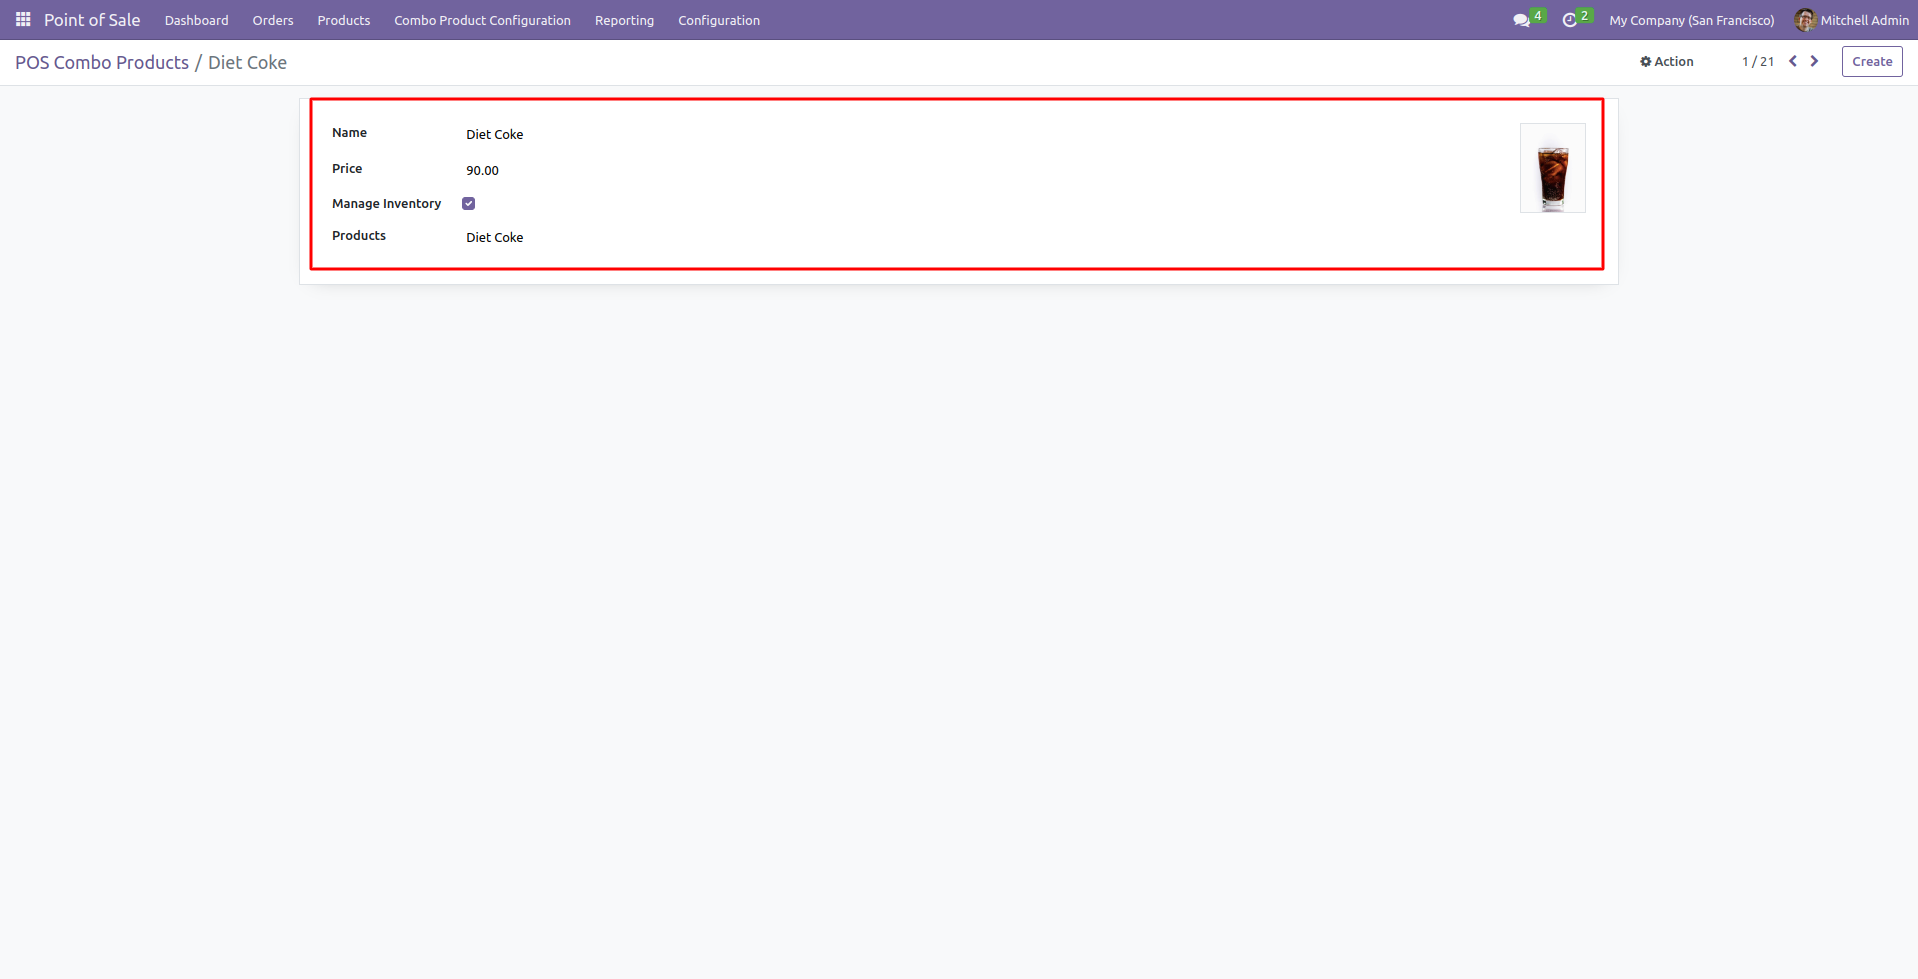 Point of Sale Dashboard Orders Products Combo Product Configuration Reporting Configuration 4 2 My Company (San Francisco) Mitchell Admin
POS Combo Products / Diet Coke Action 1 / 21 Create
Name Diet Coke
Price 90.00
Manage Inventory
Products Diet Coke